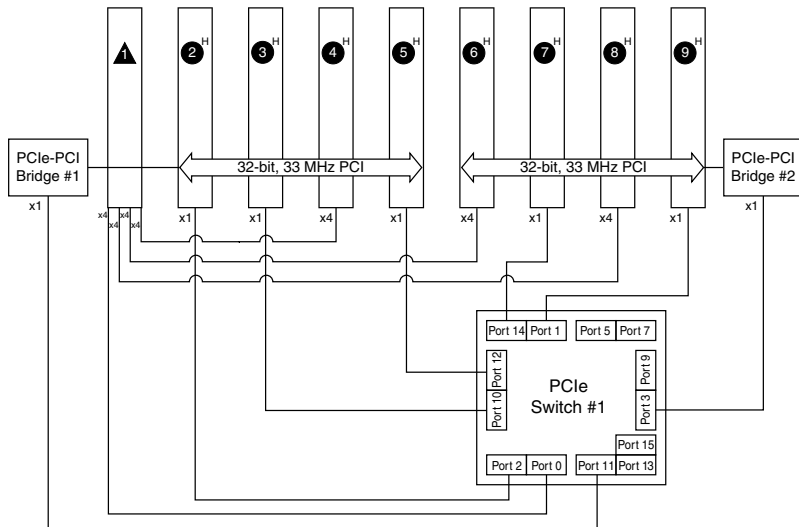 1
2 H
3 H
4 H
5 H
6 H
7 H
8 H
9 H
PCIe-PCI
Bridge #1
32-bit, 33 MHz PCI
32-bit, 33 MHz PCI
PCIe-PCI
Bridge #2
x1
x4
x4
x4
x4
x1
x1
x4
x1
x4
x1
x4
x1
x1
Port 14
Port 1
Port 5
Port 7
Port 12
Port 10
PCIe
Switch #1
Port 9
Port 3
Port 15
Port 2
Port 0
Port 11
Port 13